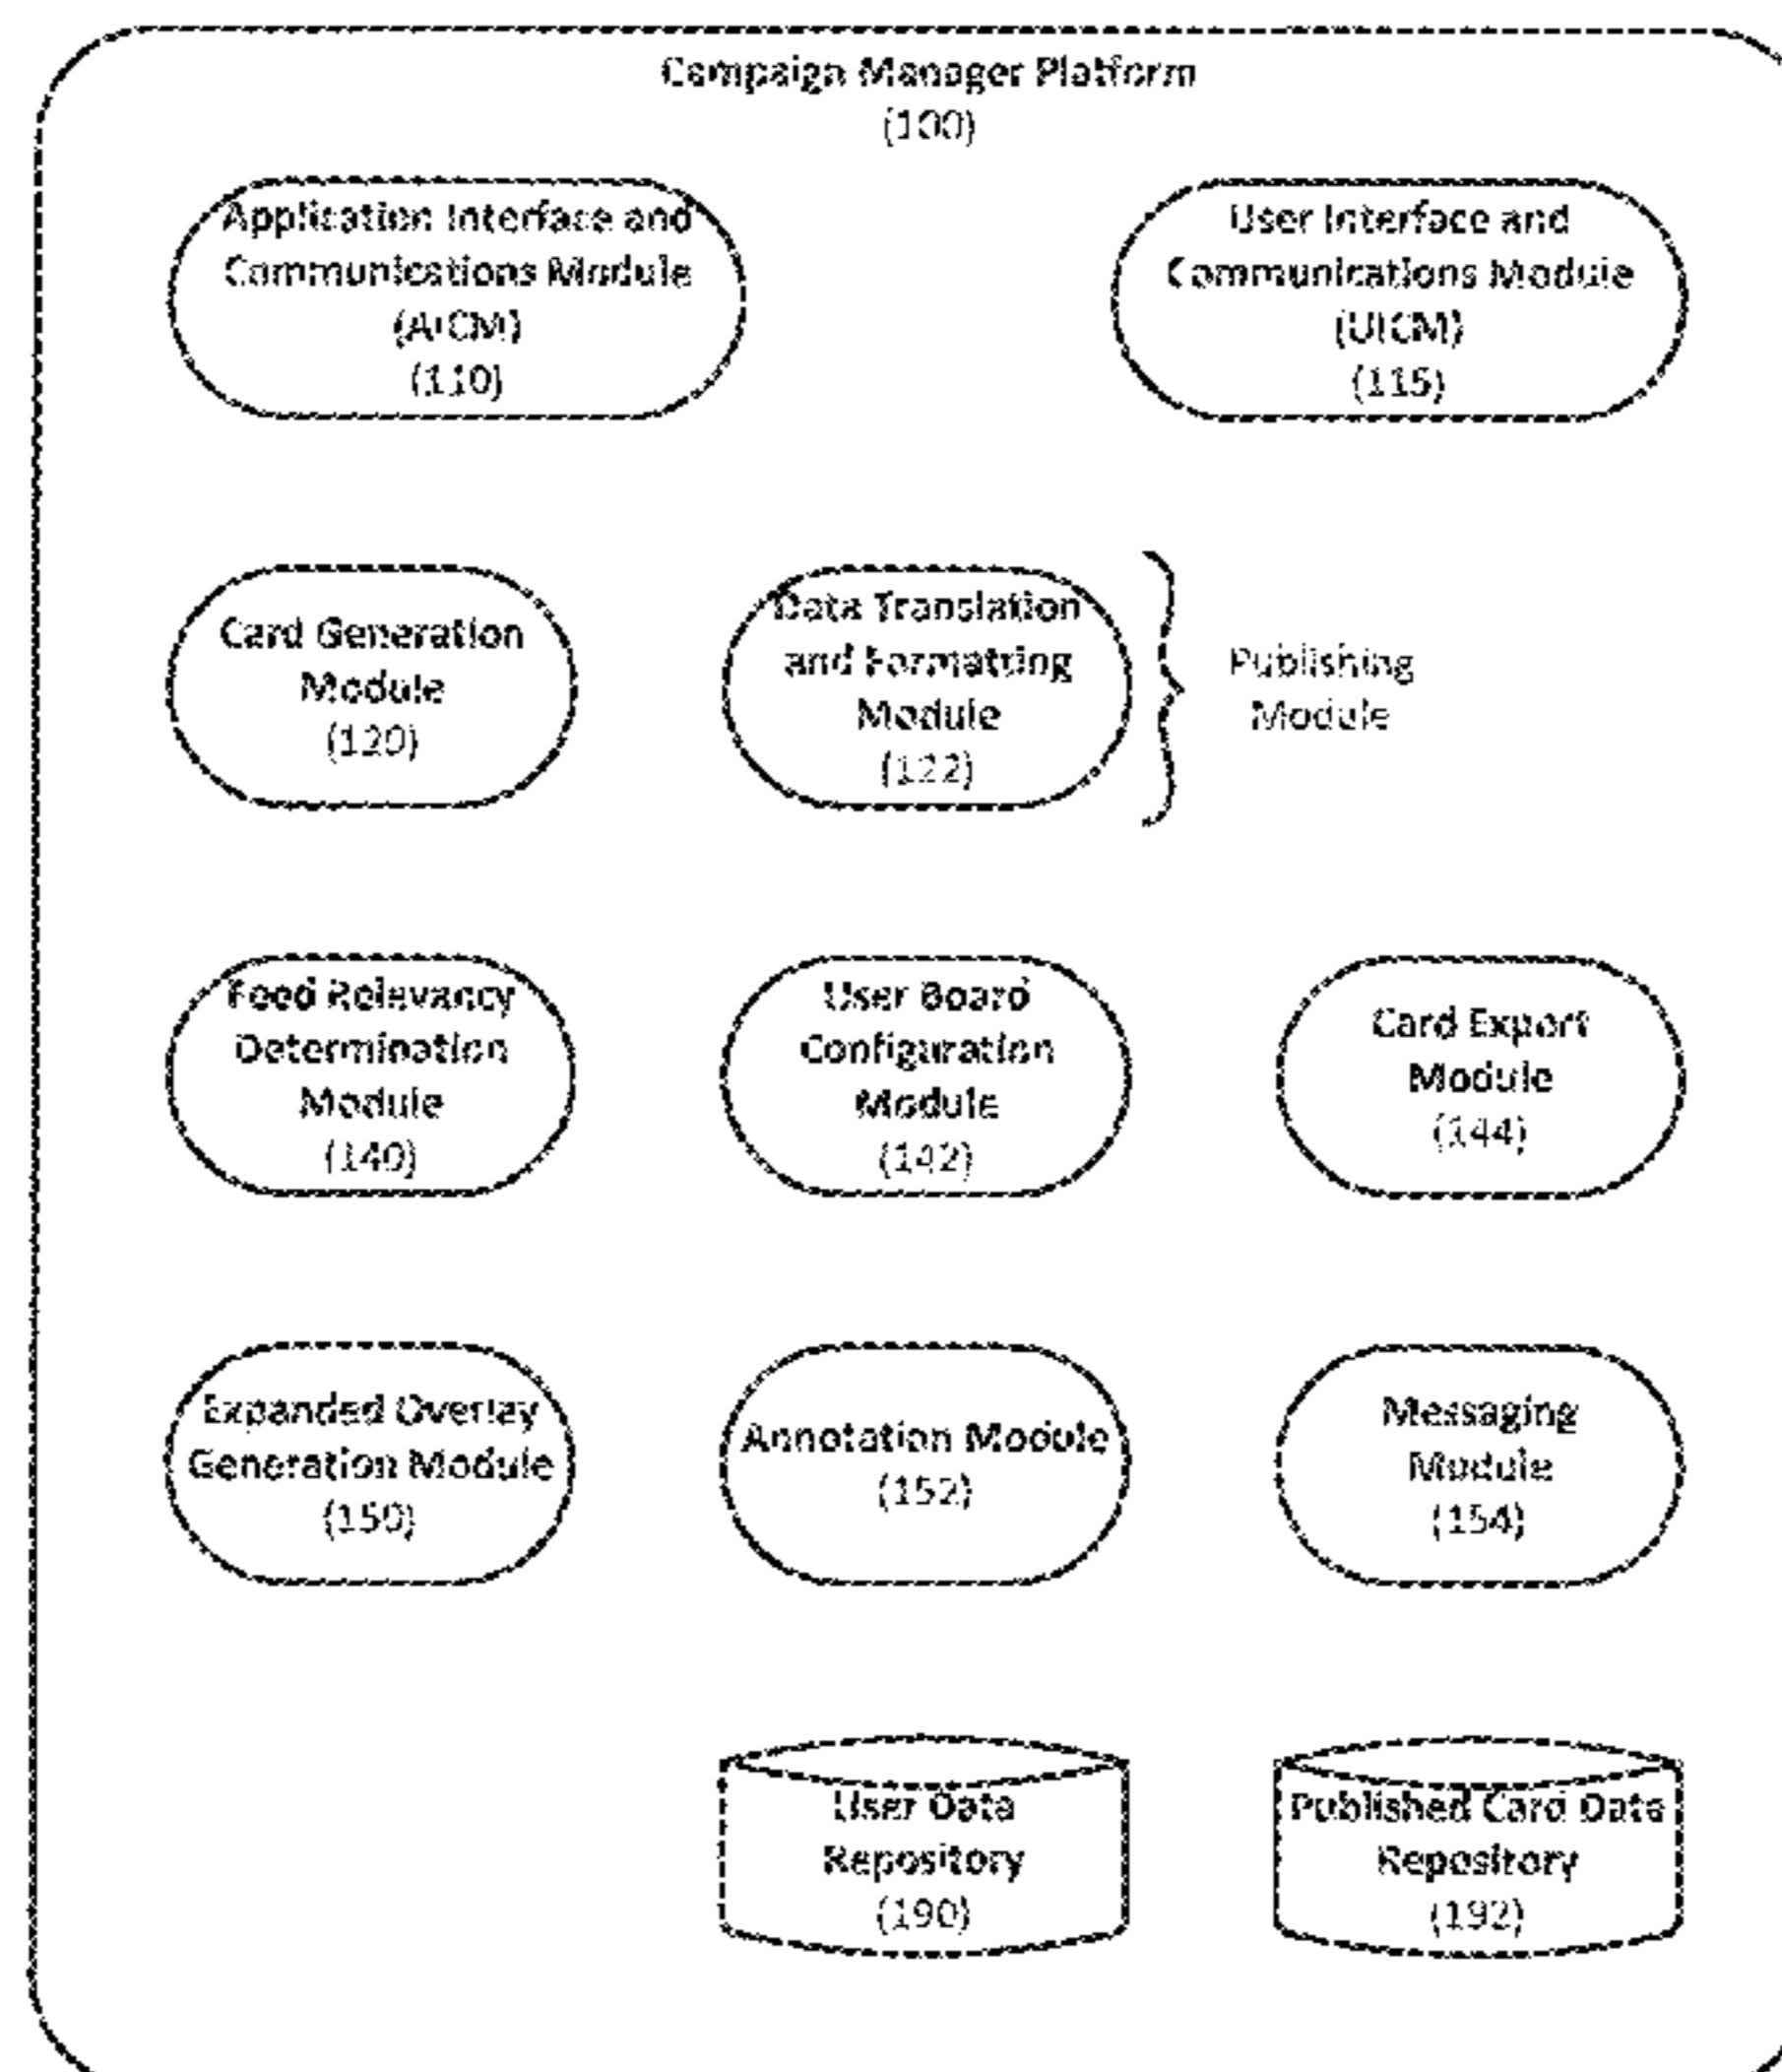 Campaign Manager Platform
(100)
Application Interface and
Communications Module
(AICM)
(110)
User Interface and
Communications Module
(UICM)
(115)
Card Generation
Module
(120)
Data Translation
and Formatting
Module
(122)
Publishing
Module
Feed Relevancy
Determination
Module
(140)
User Board
Configuration
Module
(142)
Card Export
Module
(144)
Expanded Overlay
Generation Module
(150)
Annotation Module
(152)
Messaging
Module
(154)
User Data
Repository
(190)
Published Card Data
Repository
(192)